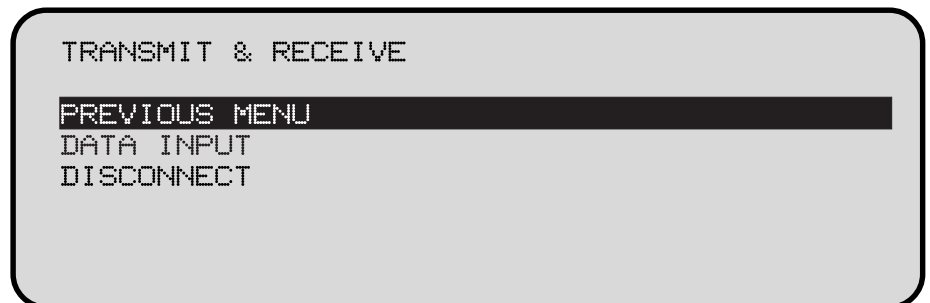 TRANSMIT & RECEIVE
PREVIOUS MENU
DATA INPUT
DISCONNECT